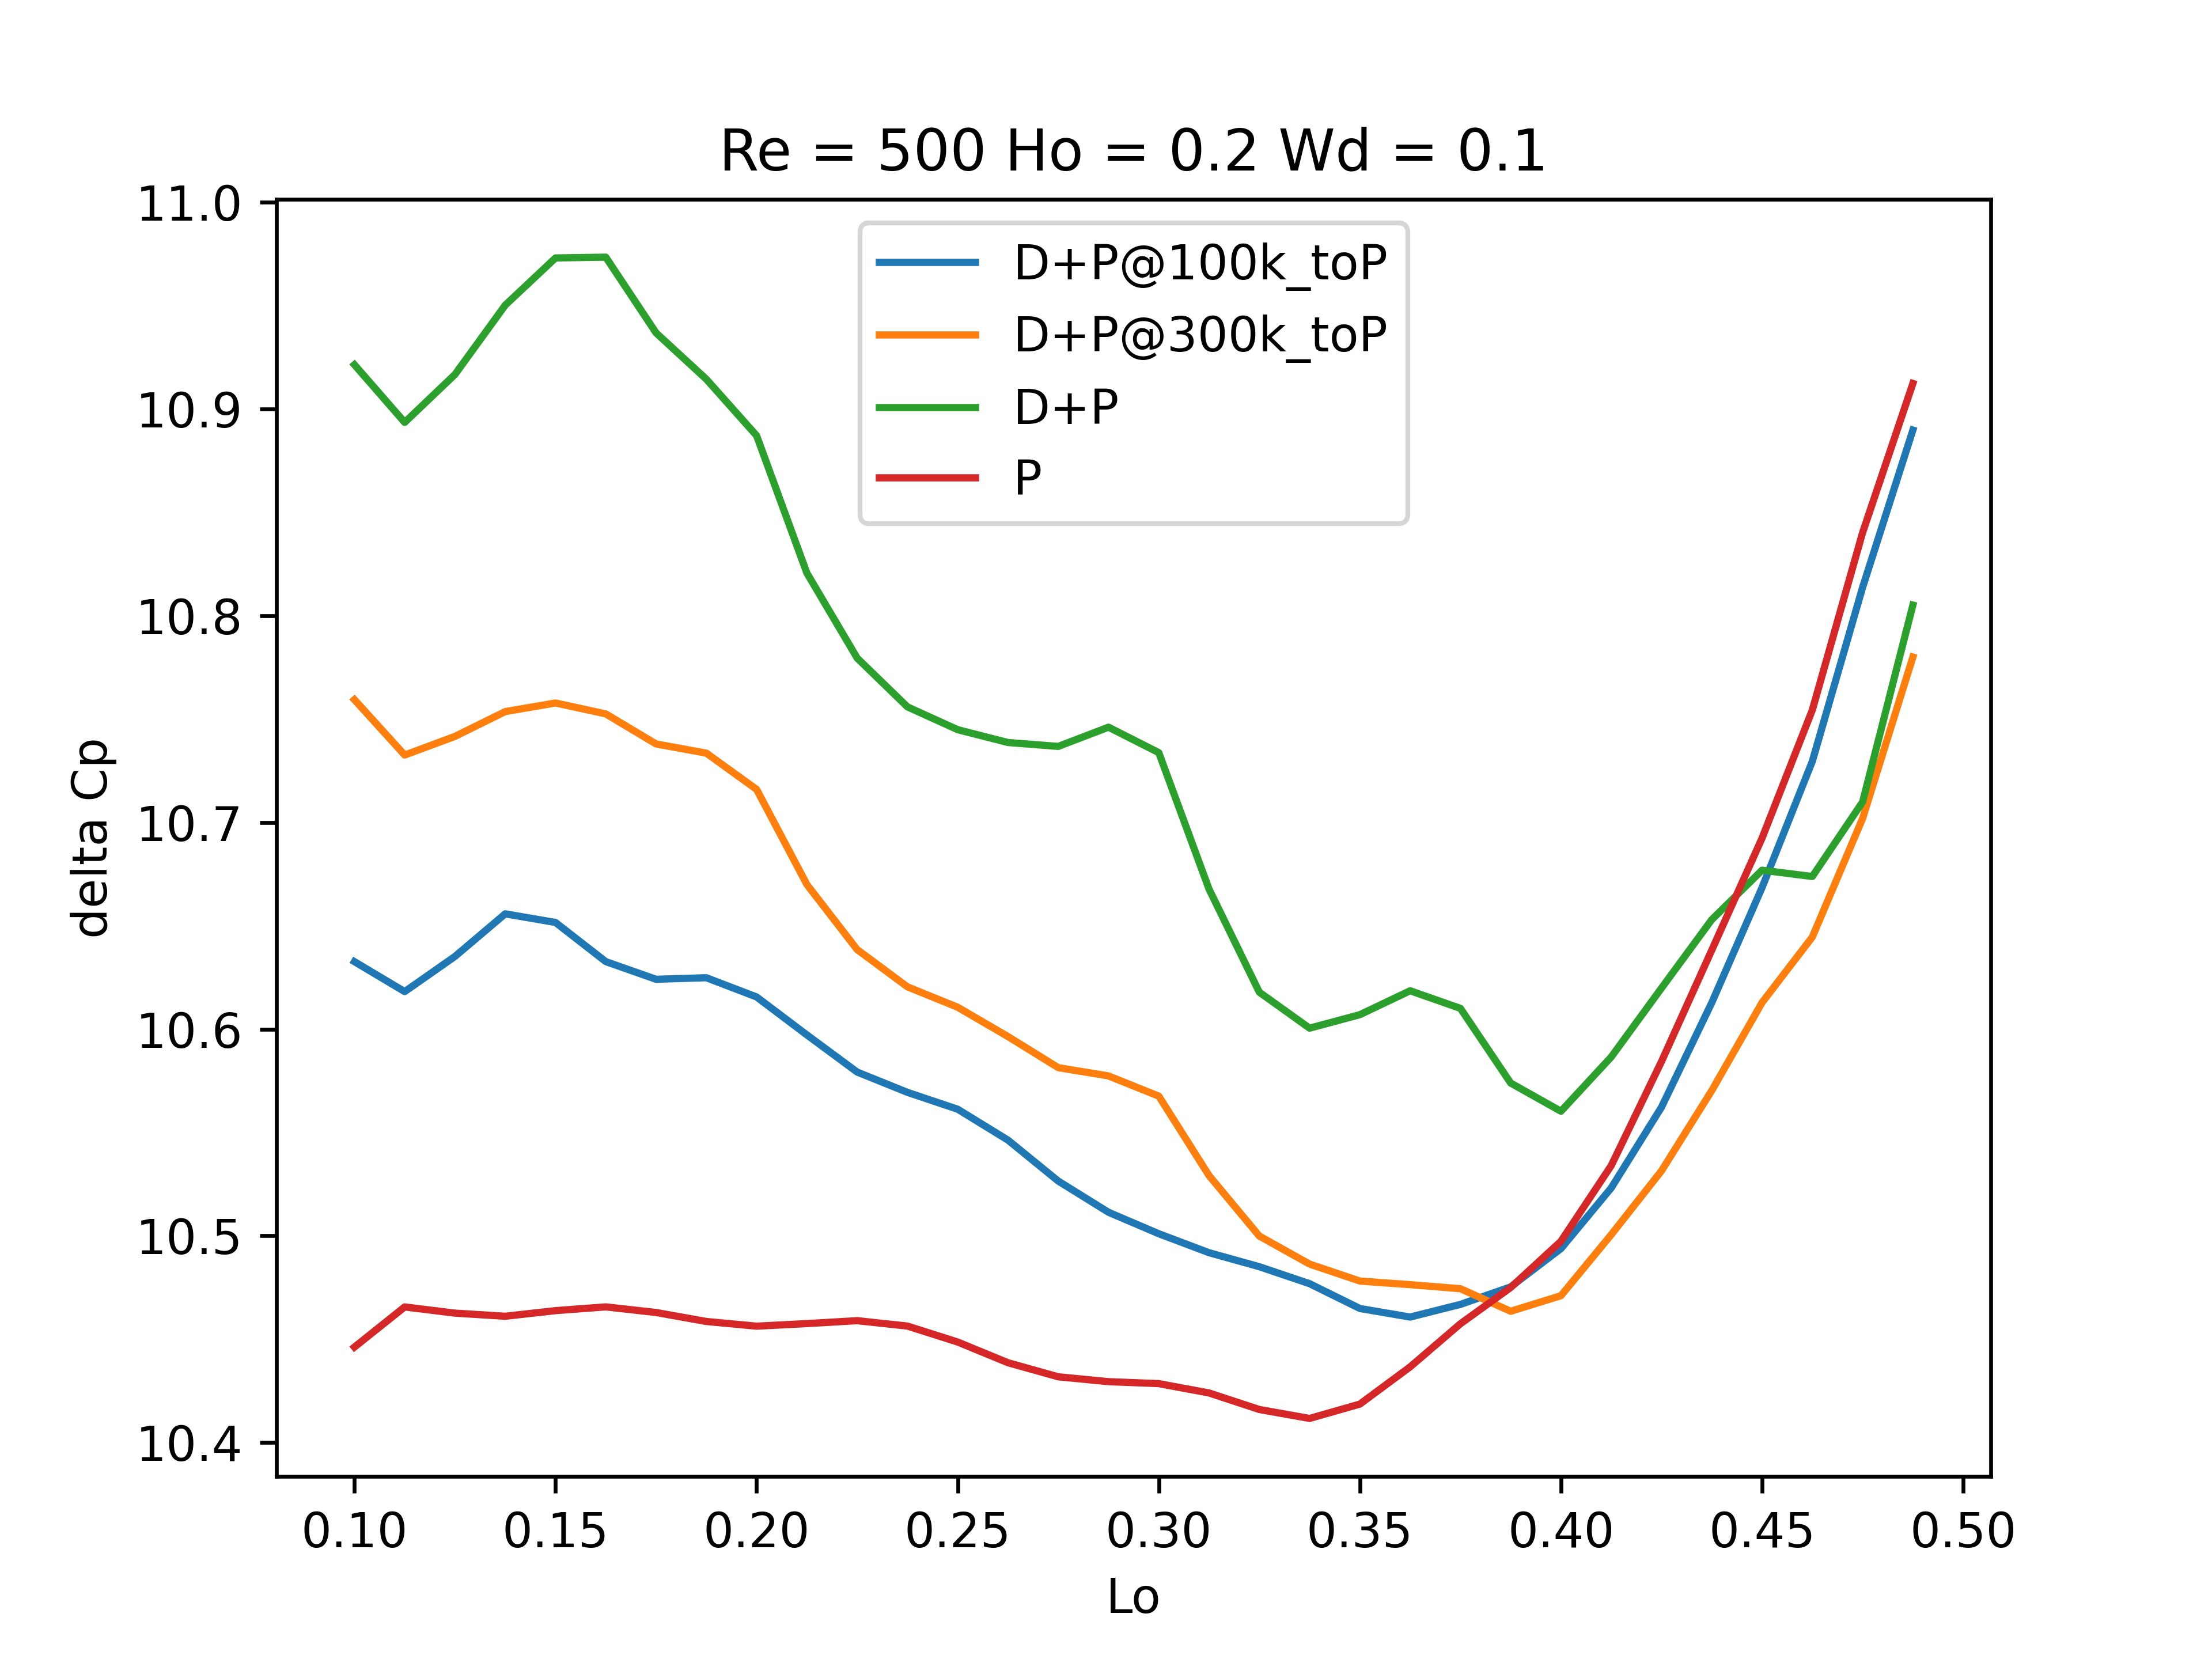 Re = 500 Ho = 0.2 Wd = 0.1
11.0
10.9
10.8
10.7
10.6
10.5
10.4
delta Cp
D+P@100k_toP
D+P@300k_toP
D+P
P
0.10 0.15 0.20 0.25 0.30 0.35 0.40 0.45 0.50
Lo